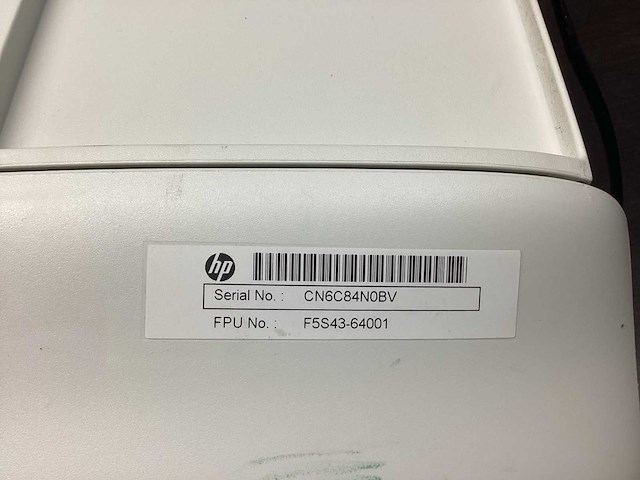 hp
Serial No. : CN6C84N0BV
FPU No. : F5S43-64001